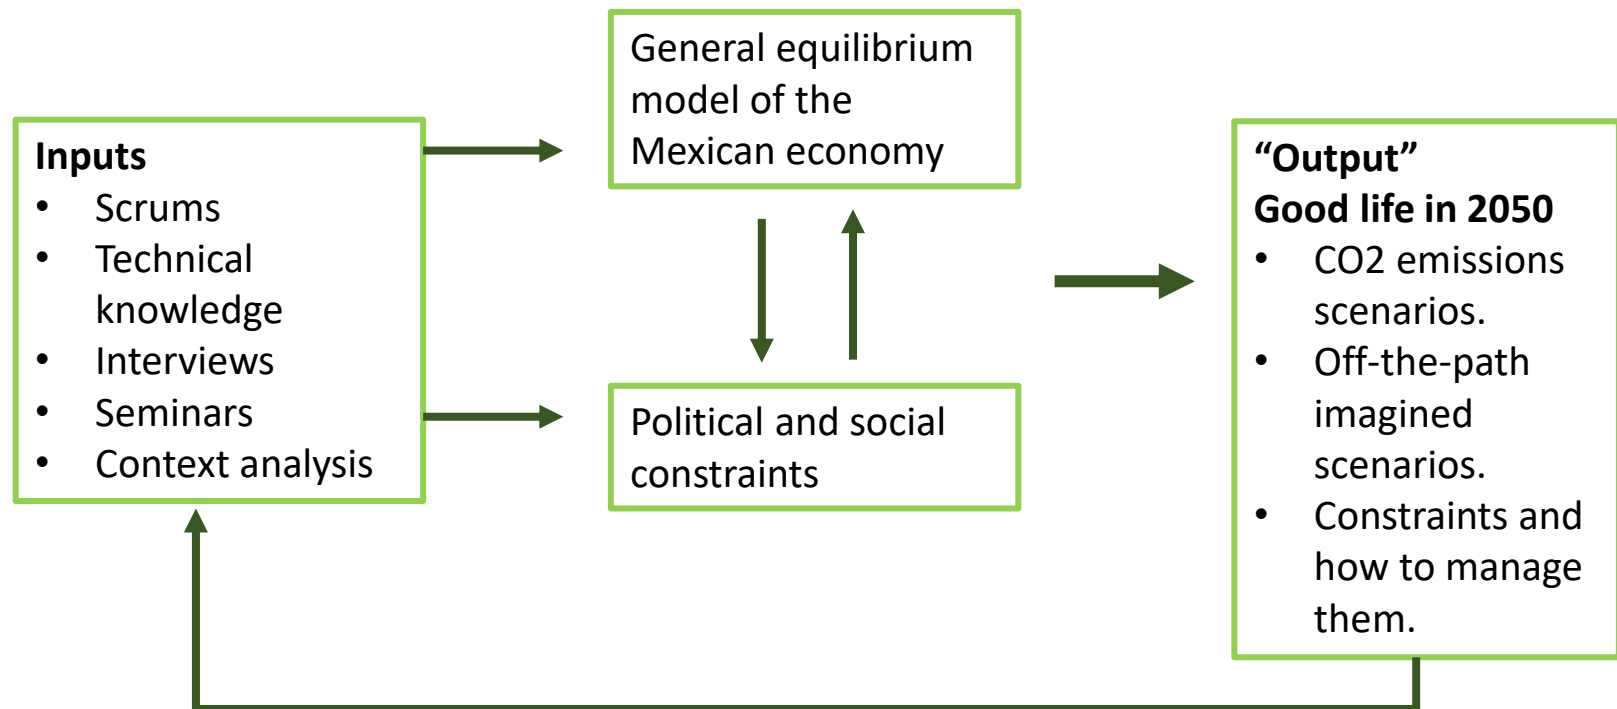 Inputs
• Scrums
• Technical
knowledge
• Interviews
• Seminars
• Context analysis
General equilibrium
model of the
Mexican economy
Political and social
constraints
“Output”
Good life in 2050
• CO2 emissions
scenarios.
• Off-the-path
imagined
scenarios.
• Constraints and
how to manage
them.